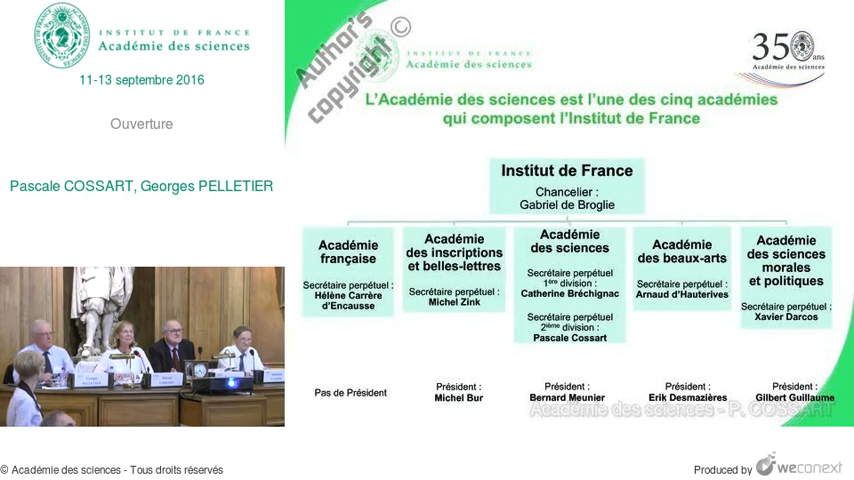 INSTITUT DE FRANCE
Académie des sciences
11-13 septembre 2016
Ouverture
Pascale COSSART, Georges PELLETIER
Author's
copyright ©
INSTITUT DE FRANCE
Académie des sciences
350 ans
Académie des sciences
L'Académie des sciences est l'une des cinq académies
qui composent l'Institut de France
Institut de France
Chancelier :
Gabriel de Broglie
Académie
française
Secrétaire perpétuel :
Hélène Carrère
d'Encausse
Pas de Président
Académie
des inscriptions
et belles-lettres
Secrétaire perpétuel :
Michel Zink
Président :
Michel Bur
Académie
des sciences
Secrétaire perpétuel
1ère division :
Catherine Bréchignac
Secrétaire perpétuel
2ième division :
Pascale Cossart
Président :
Bernard Meunier
Académie
des beaux-arts
Secrétaire perpétuel :
Arnaud d'Hauterives
Président :
Erik Desmazières
Académie
des sciences
morales
et politiques
Secrétaire perpétuel :
Xavier Darcos
Président :
Gilbert Guillaume
Académie des sciences - P. COSSART
© Académie des sciences - Tous droits réservés
Produced by weconext